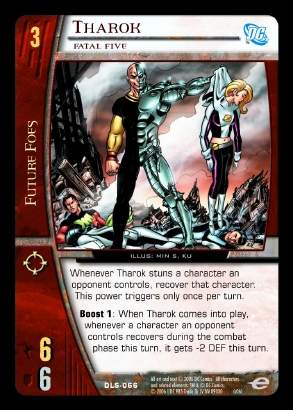 3
THAROK
FATAL FIVE
DC
FUTURE FOES
ILLUS: MIN S. KU
Whenever Tharok stuns a character an
opponent controls, recover that character.
This power triggers only once per turn.
Boost 1: When Tharok comes into play,
whenever a character an opponent
controls recovers during the combat
phase this turn, it gets -2 DEF this turn.
6
6
DLS-066